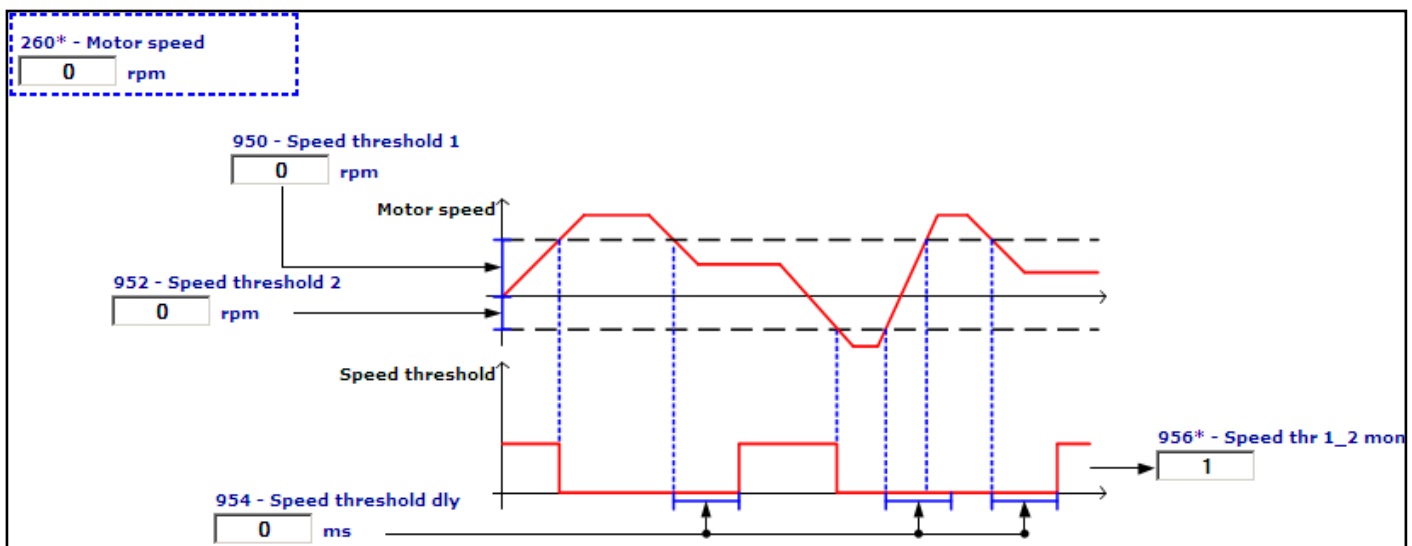 260* - Motor speed
0 rpm
950 - Speed threshold 1
0 rpm
Motor speed
952 - Speed threshold 2
0 rpm
Speed threshold
956* - Speed thr 1_2 mon
1
954 - Speed threshold dly
0 ms